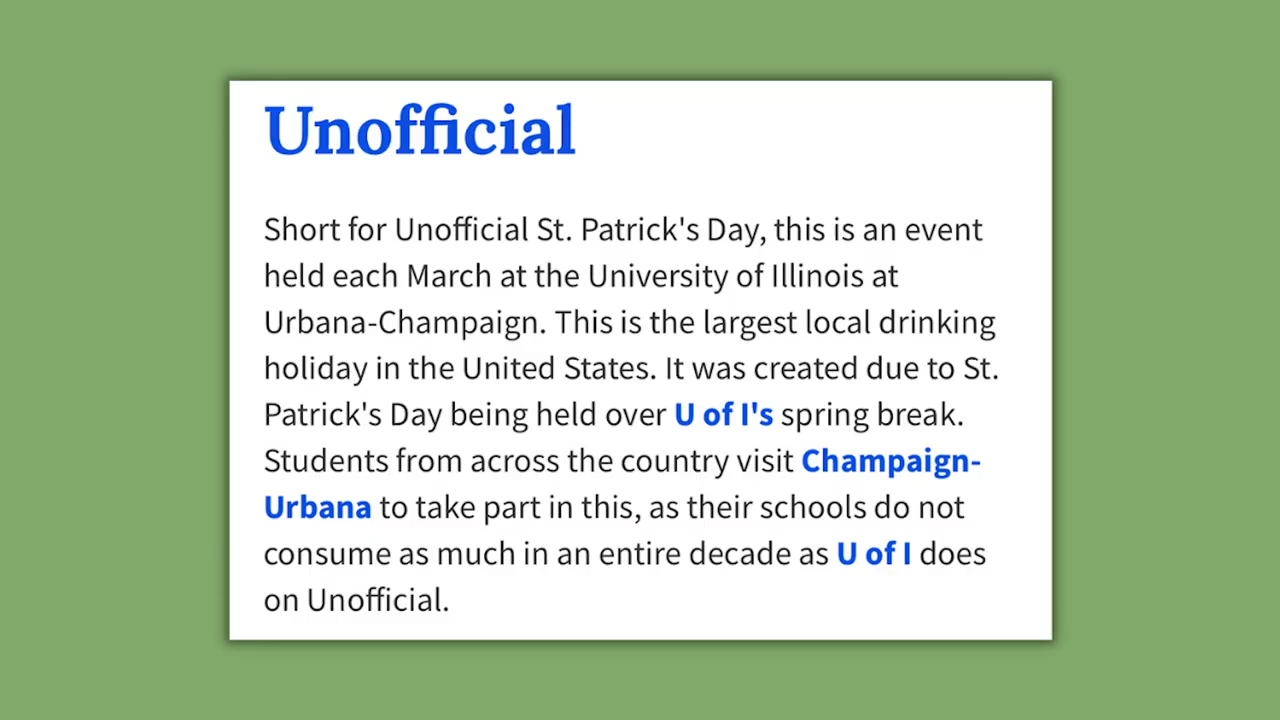 Unofficial
Short for Unofficial St. Patrick's Day, this is an event
held each March at the University of Illinois at
Urbana-Champaign. This is the largest local drinking
holiday in the United States. It was created due to St.
Patrick's Day being held over U of I's spring break.
Students from across the country visit Champaign-
Urbana to take part in this, as their schools do not
consume as much in an entire decade as U of I does
on Unofficial.